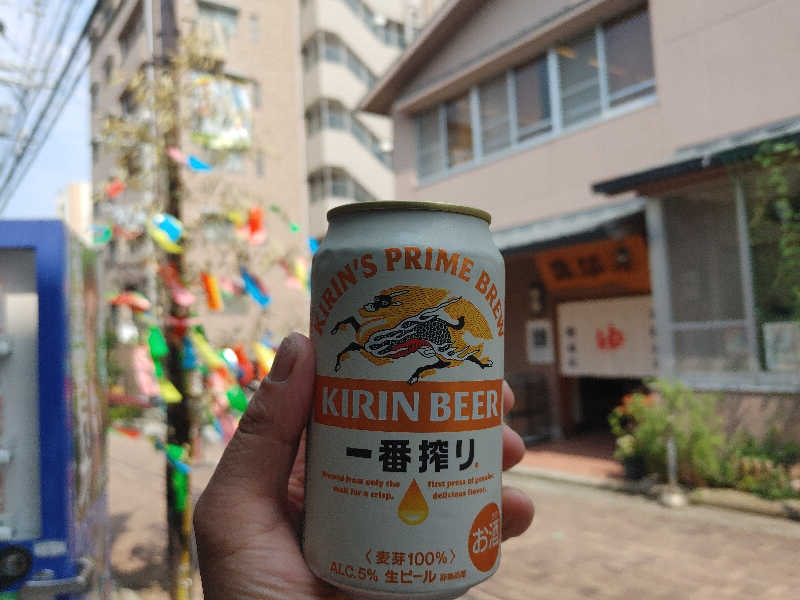 KIRIN'S PRIME BREW
KIRIN BEER
一番搾り®
Brewed from only the
malt for a crisp,
first press of genuine
delicious flavor.
お酒
〈麦芽100%〉
ALC.5% 生ビール
ゆ